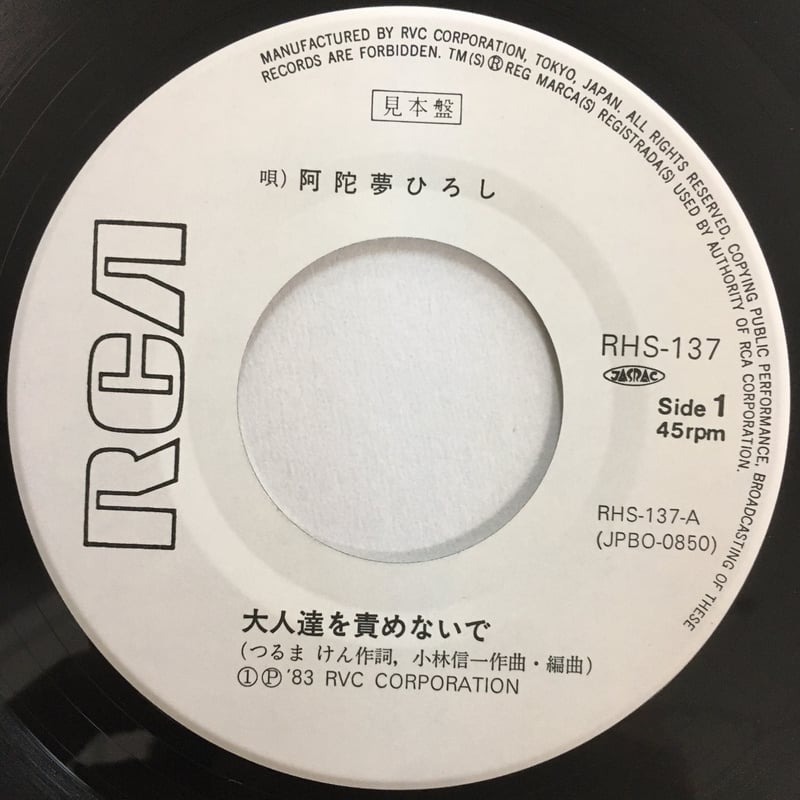 MANUFACTURED BY RVC CORPORATION, TOKYO, JAPAN. ALL RIGHTS RESERVED, COPYING PUBLIC PERFORMANCE, BROADCASTING OF THESE
RECORDS ARE FORBIDDEN. TM(S)®REG MARCA(S) REGISTRADA(S) USED BY AUTHORITY OF RCA CORPORATION.
見本盤
唄) 阿陀夢ひろし
RCA
RHS-137
JASRAC
Side 1
45rpm
RHS-137-A
(JPBO-0850)
大人達を責めないで
(つるま けん作詞, 小林信一作曲・編曲)
①Ⓟ '83 RVC CORPORATION